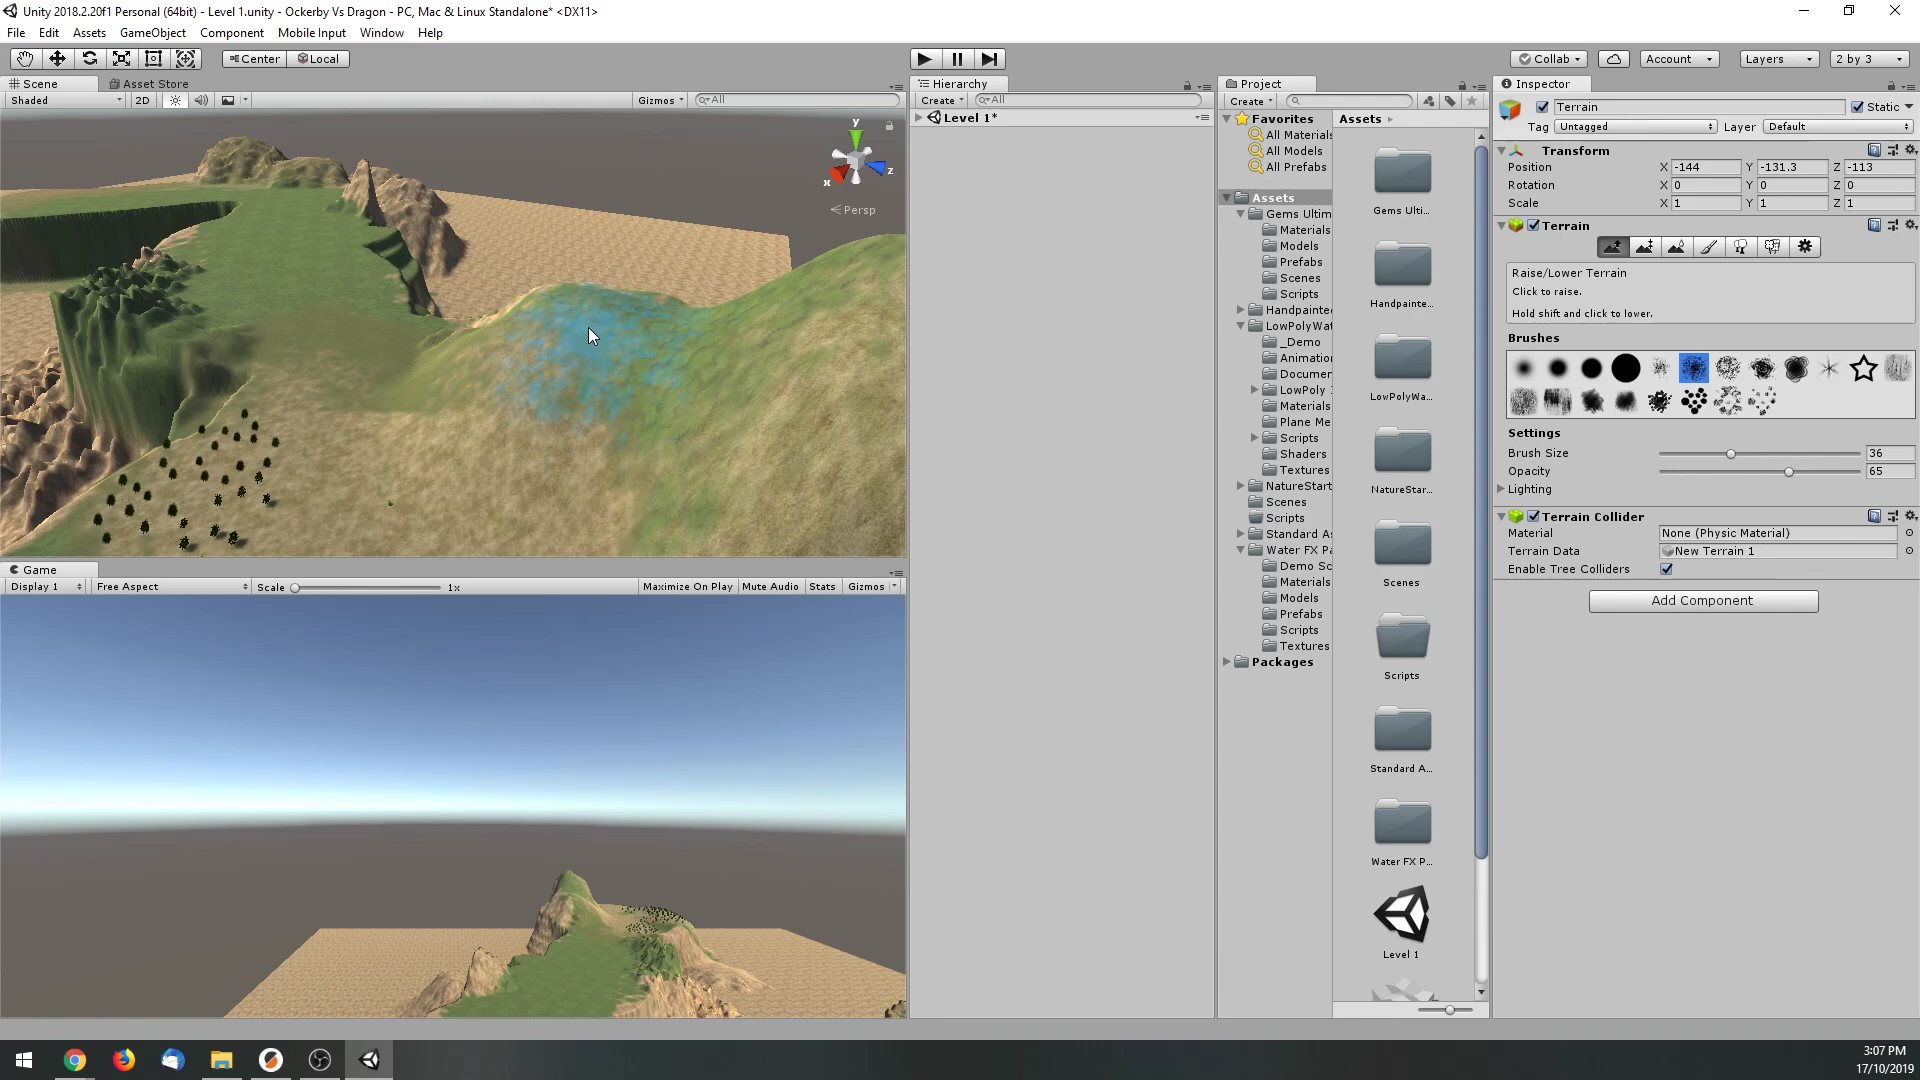 Unity 2018.2.20f1 Personal (64bit) - Level 1.unity - Ockerby Vs Dragon - PC, Mac & Linux Standalone* <DX11>
File Edit Assets GameObject Component Mobile Input Window Help
Center Local
Collab Account Layers 2 by 3
Scene Asset Store
Shaded 2D Gizmos All
y
x
z
Persp
Game
Display 1 Free Aspect Scale 1x Maximize On Play Mute Audio Stats Gizmos
Hierarchy
Create All
Level 1*
Project
Create
Favorites
All Materials
All Models
All Prefabs
Assets
Gems Ultim
Materials
Models
Prefabs
Scenes
Scripts
Handpainte
LowPolyWat
_Demo
Animatio
Documer
LowPoly
Materials
Plane Me
Scripts
Shaders
Textures
NatureStart
Scenes
Scripts
Standard As
Water FX Pa
Demo Sc
Materials
Models
Prefabs
Scripts
Textures
Packages
Assets
Gems Ulti...
Handpainte...
LowPolyWa...
NatureStar...
Scenes
Scripts
Standard A...
Water FX P...
Level 1
Inspector
Terrain Static
Tag Untagged Layer Default
Transform
Position X -144 Y -131.3 Z -113
Rotation X 0 Y 0 Z 0
Scale X 1 Y 1 Z 1
Terrain
Raise/Lower Terrain
Click to raise.
Hold shift and click to lower.
Brushes
Settings
Brush Size 36
Opacity 65
Lighting
Terrain Collider
Material None (Physic Material)
Terrain Data New Terrain 1
Enable Tree Colliders
Add Component
3:07 PM
17/10/2019